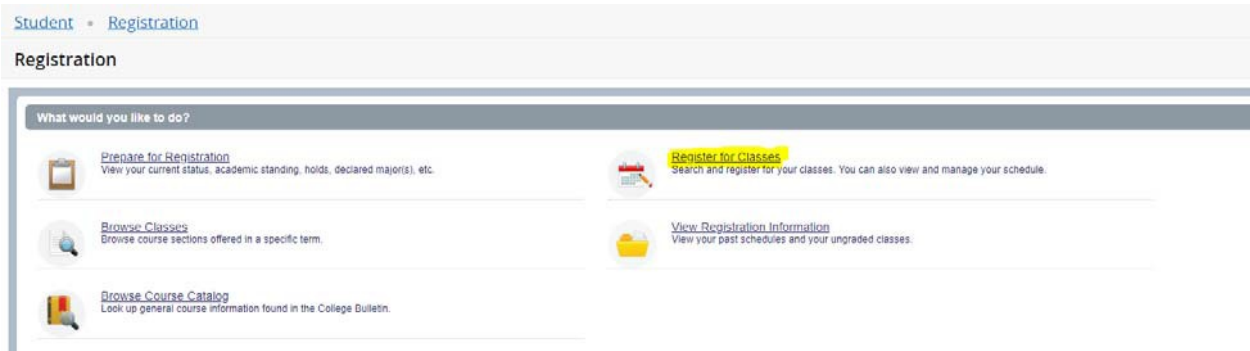 Student • Registration
Registration
What would you like to do?
Prepare for Registration
View your current status, academic standing, holds, declared major(s), etc.
Register for Classes
Search and register for your classes. You can also view and manage your schedule.
Browse Classes
Browse course sections offered in a specific term.
View Registration Information
View your past schedules and your ungraded classes.
Browse Course Catalog
Look up general course information found in the College Bulletin.